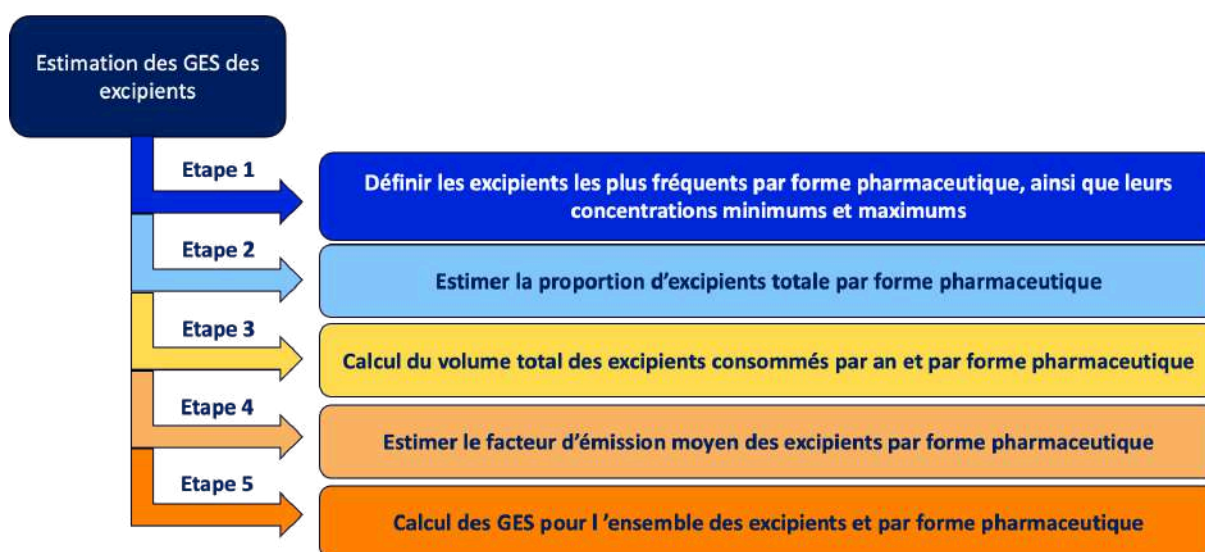 Estimation des GES des
excipients
Etape 1
Définir les excipients les plus fréquents par forme pharmaceutique, ainsi que leurs
concentrations minimums et maximums
Etape 2
Estimer la proportion d'excipients totale par forme pharmaceutique
Etape 3
Calcul du volume total des excipients consommés par an et par forme pharmaceutique
Etape 4
Estimer le facteur d'émission moyen des excipients par forme pharmaceutique
Etape 5
Calcul des GES pour l 'ensemble des excipients et par forme pharmaceutique